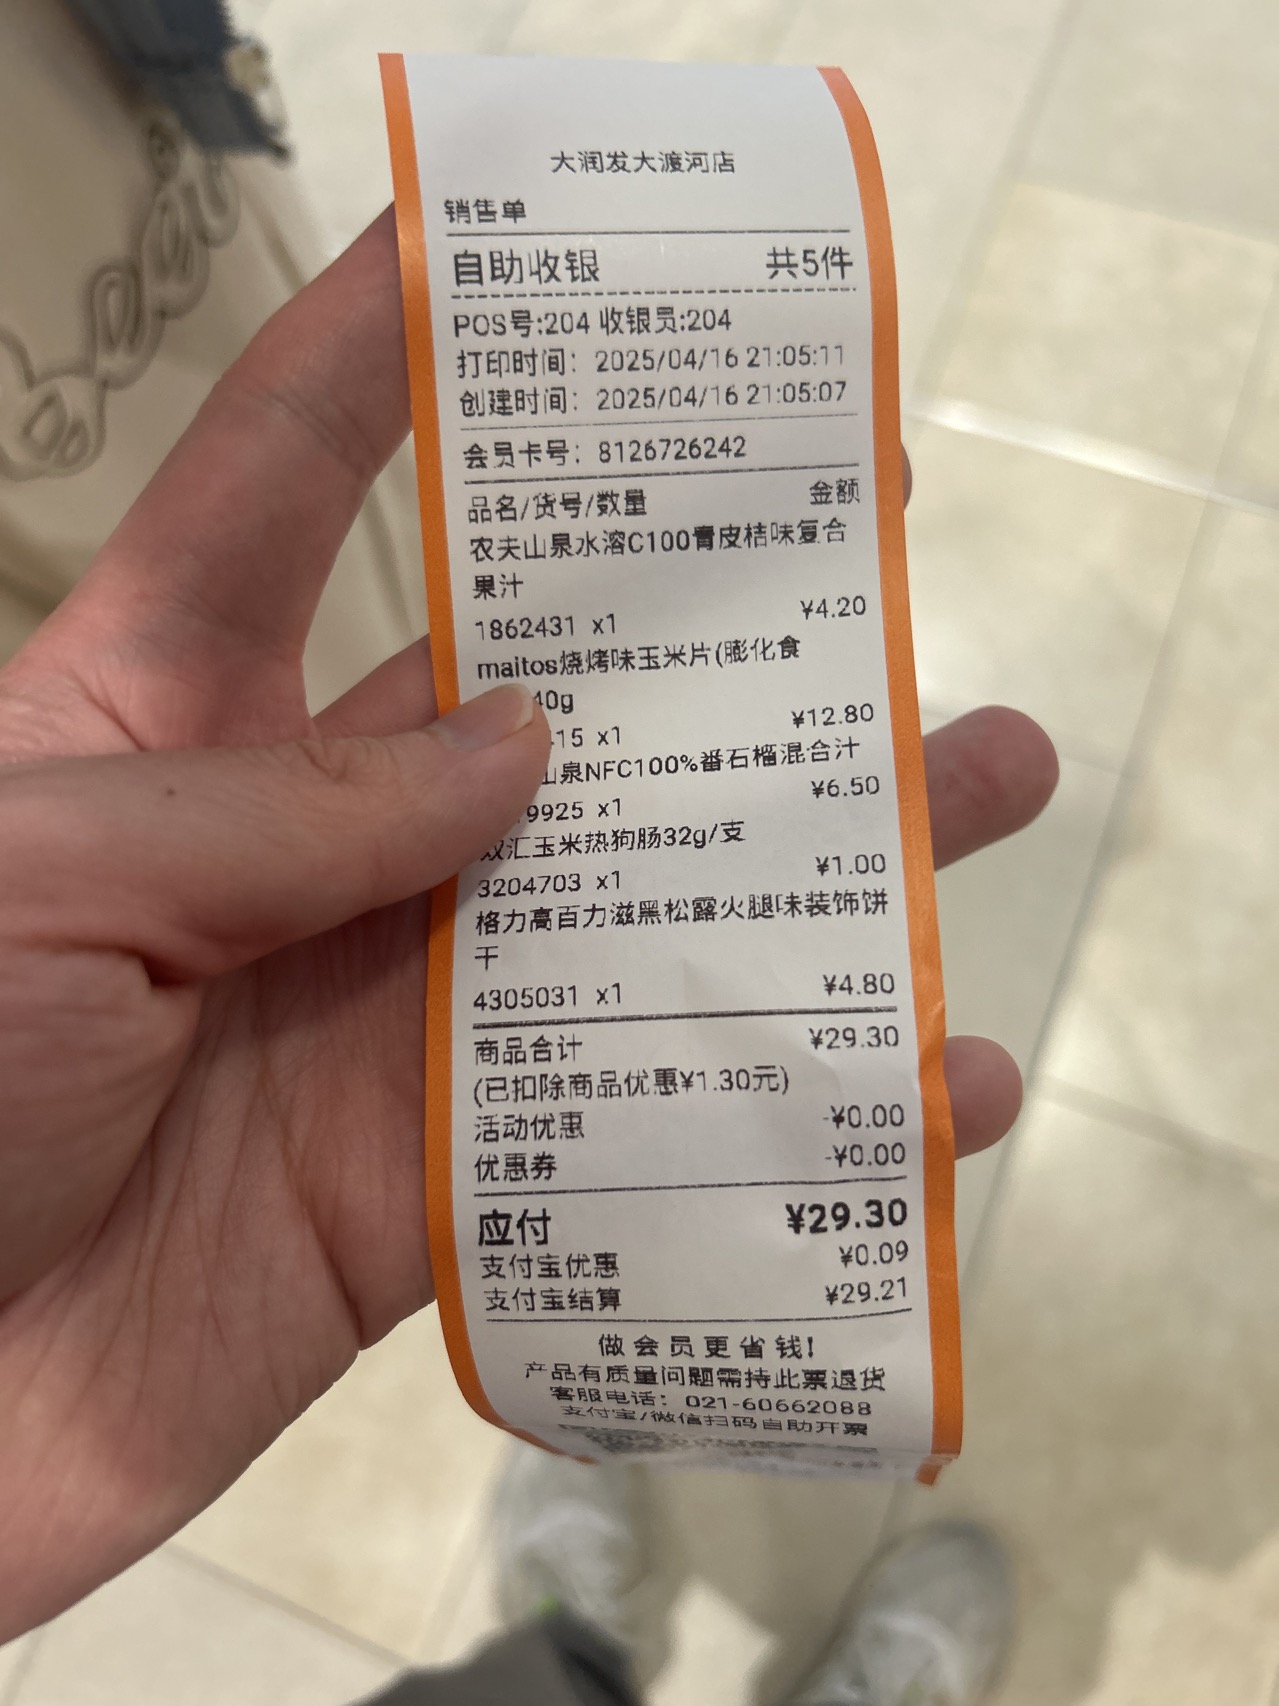 大润发大渡河店
销售单
自助收银 共5件
POS号:204 收银员:204
打印时间： 2025/04/16 21:05:11
创建时间： 2025/04/16 21:05:07
会员卡号： 8126726242
品名/货号/数量 金额
农夫山泉水溶C100青皮桔味复合
果汁
1862431 x1 ¥4.20
maitos烧烤味玉米片(膨化食
40g
15 x1 ¥12.80
山泉NFC100%番石榴混合汁
9925 x1 ¥6.50
双汇玉米热狗肠32g/支
3204703 x1 ¥1.00
格力高百力滋黑松露火腿味装饰饼
干
4305031 x1 ¥4.80
商品合计 ¥29.30
(已扣除商品优惠¥1.30元)
活动优惠 -¥0.00
优惠券 -¥0.00
应付 ¥29.30
支付宝优惠 ¥0.09
支付宝结算 ¥29.21
做会员更省钱!
产品有质量问题需持此票退货
客服电话： 021-60662088
支付宝/微信扫码自助开票